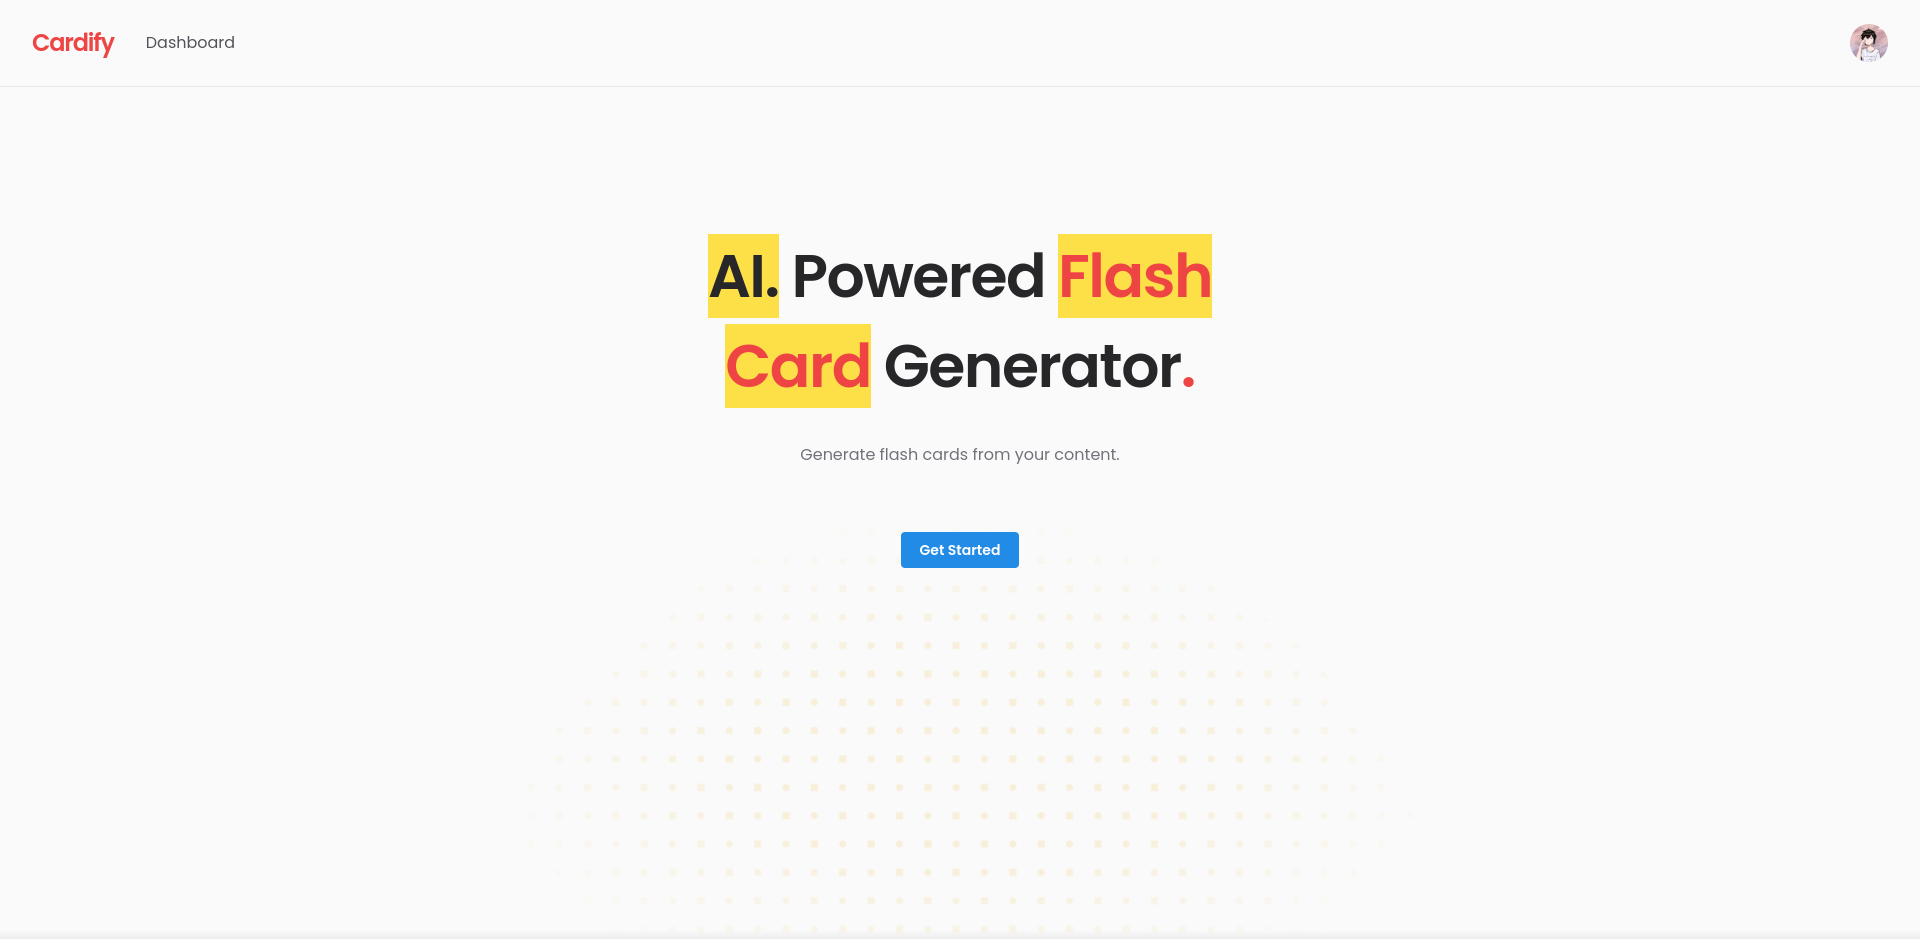 Cardify Dashboard
AI. Powered Flash
Card Generator.
Generate flash cards from your content.
Get Started